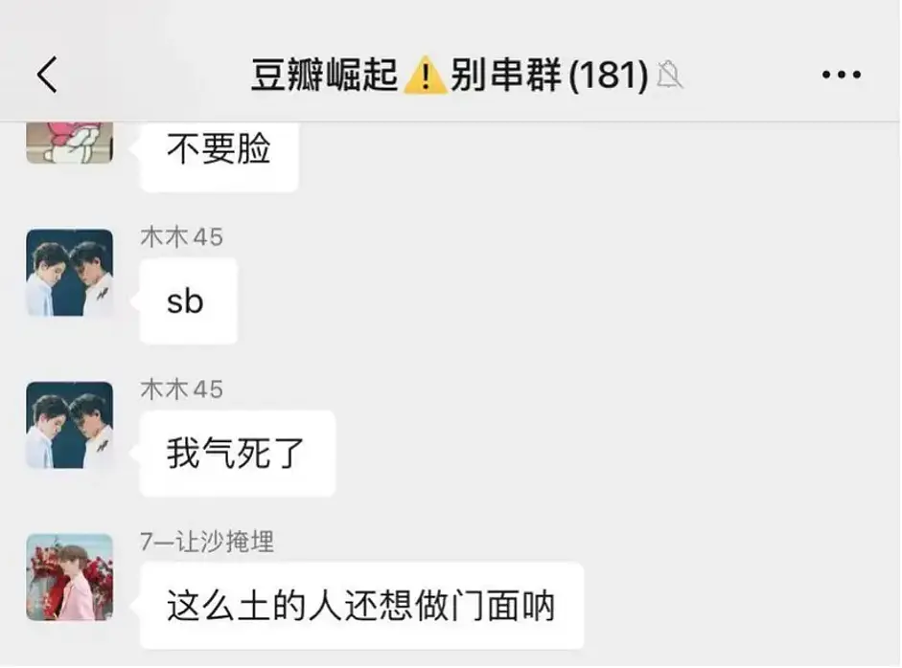 豆瓣崛起⚠️别串群(181)
不要脸
木木45
sb
木木45
我气死了
7—让沙掩埋
这么土的人还想做门面呐